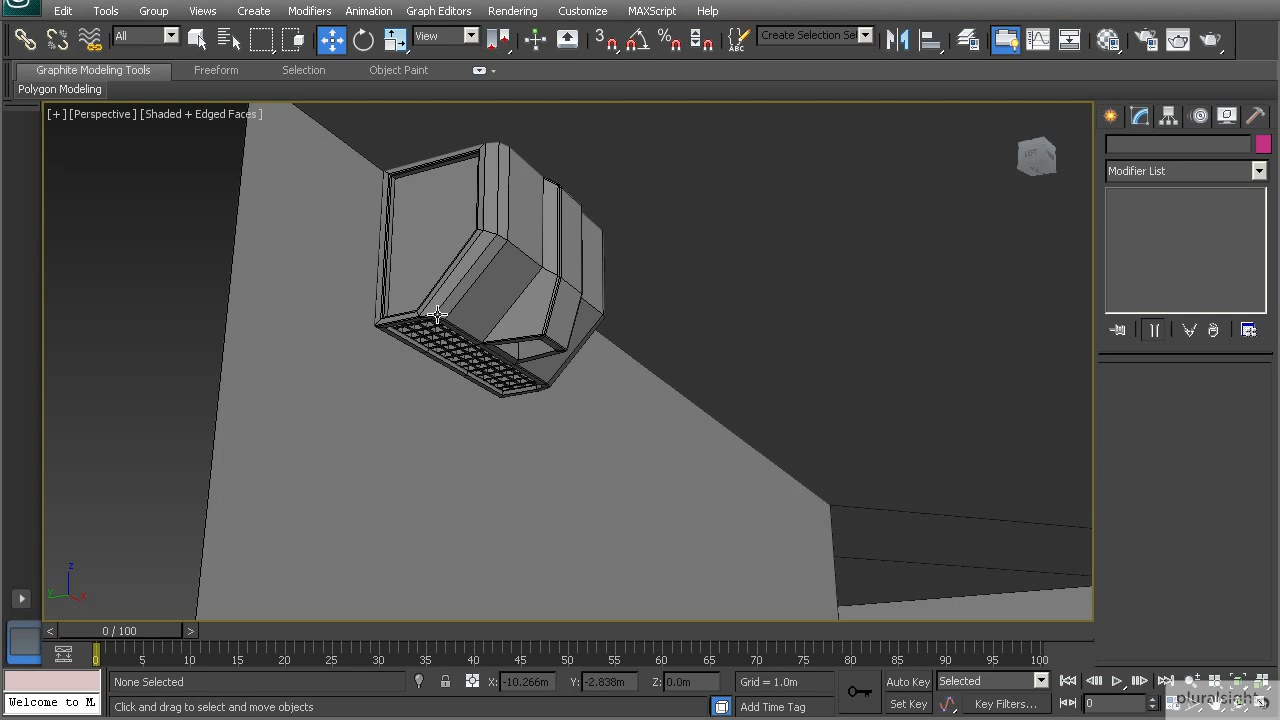 Edit Tools Group Views Create Modifiers Animation Graph Editors Rendering Customize MAXScript Help
All View Create Selection Se
Graphite Modeling Tools Freeform Selection Object Paint
Polygon Modeling
[+] [Perspective] [Shaded + Edged Faces]
LEFT
Modifier List
z
y x
< 0 / 100 >
0 5 10 15 20 25 30 35 40 45 50 55 60 65 70 75 80 85 90 95 100
None Selected X: -10.266m Y: -2.838m Z: 0.0m Grid = 1.0m Auto Key Selected
Welcome to M
Click and drag to select and move objects Add Time Tag Set Key Key Filters... 0
pluralsight